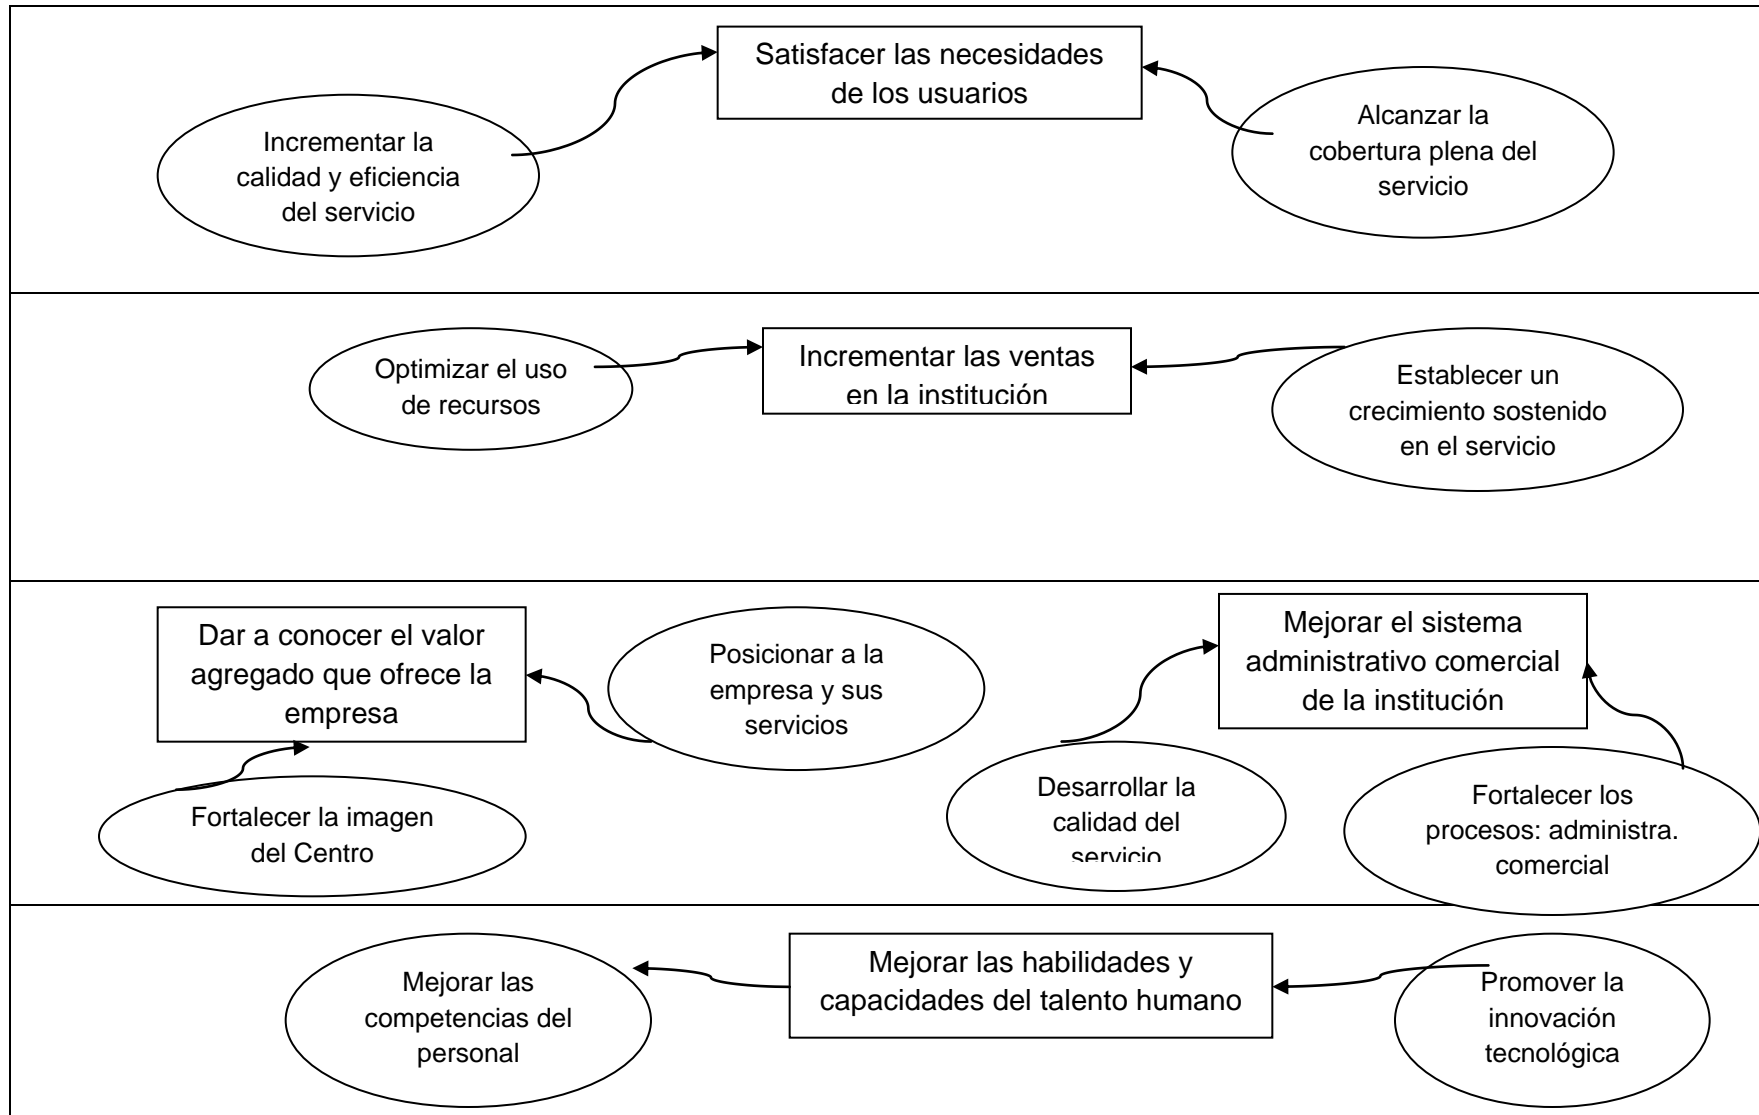 Satisfacer las necesidades
de los usuarios
Incrementar la
calidad y eficiencia
del servicio
Alcanzar la
cobertura plena del
servicio
Optimizar el uso
de recursos
Incrementar las ventas
en la institución
Establecer un
crecimiento sostenido
en el servicio
Dar a conocer el valor
agregado que ofrece la
empresa
Posicionar a la
empresa y sus
servicios
Mejorar el sistema
administrativo comercial
de la institución
Fortalecer la imagen
del Centro
Desarrollar la
calidad del
servicio
Fortalecer los
procesos: administra.
comercial
Mejorar las
competencias del
personal
Mejorar las habilidades y
capacidades del talento humano
Promover la
innovación
tecnológica